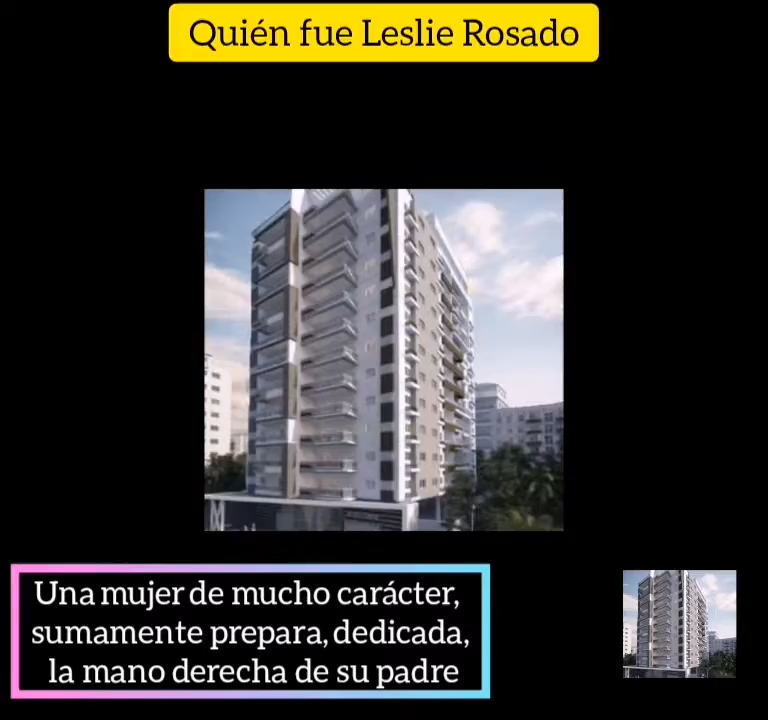 Quién fue Leslie Rosado
Una mujer de mucho carácter,
sumamente prepara, dedicada,
la mano derecha de su padre